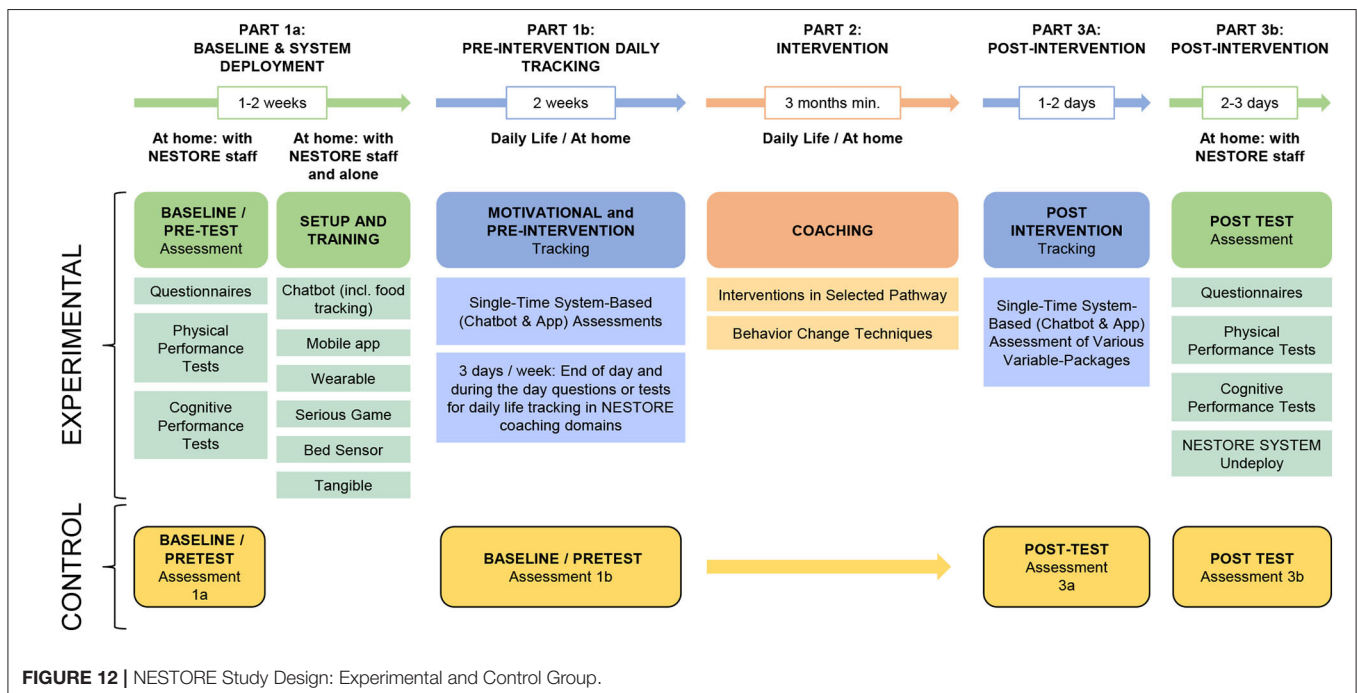 PART 1a:
BASELINE & SYSTEM
DEPLOYMENT
1-2 weeks
At home: with
NESTORE staff
At home: with
NESTORE staff
and alone
PART 1b:
PRE-INTERVENTION DAILY
TRACKING
2 weeks
Daily Life / At home
PART 2:
INTERVENTION
3 months min.
Daily Life / At home
PART 3A:
POST-INTERVENTION
1-2 days
PART 3b:
POST-INTERVENTION
2-3 days
At home: with
NESTORE staff
EXPERIMENTAL
BASELINE /
PRE-TEST
Assessment
Questionnaires
Physical
Performance
Tests
Cognitive
Performance
Tests
SETUP AND
TRAINING
Chatbot (incl. food
tracking)
Mobile app
Wearable
Serious Game
Bed Sensor
Tangible
MOTIVATIONAL and
PRE-INTERVENTION
Tracking
Single-Time System-Based
(Chatbot & App) Assessments
3 days / week: End of day and
during the day questions or tests
for daily life tracking in NESTORE
coaching domains
COACHING
Interventions in Selected Pathway
Behavior Change Techniques
POST
INTERVENTION
Tracking
Single-Time System-
Based (Chatbot & App)
Assessment of Various
Variable-Packages
POST TEST
Assessment
Questionnaires
Physical
Performance Tests
Cognitive
Performance Tests
NESTORE SYSTEM
Undeploy
CONTROL
BASELINE /
PRETEST
Assessment
1a
BASELINE / PRETEST
Assessment 1b
POST-TEST
Assessment
3a
POST TEST
Assessment 3b
FIGURE 12 | NESTORE Study Design: Experimental and Control Group.